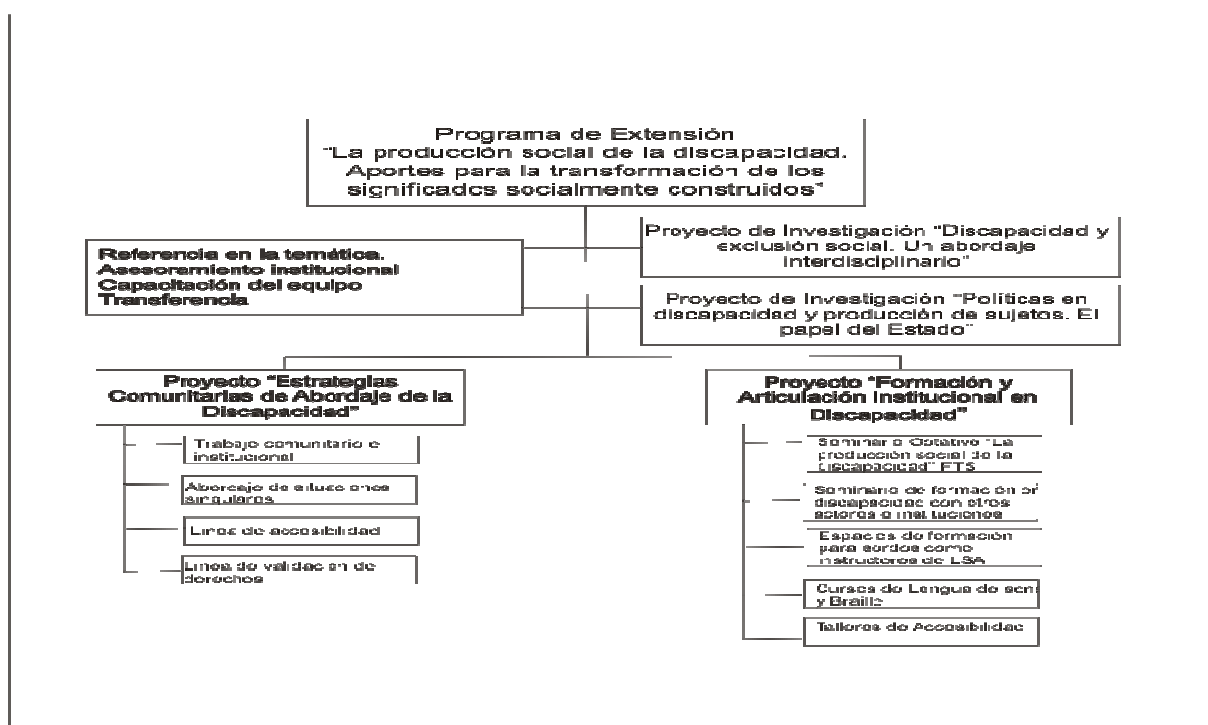 Programa de Extensión
"La producción social de la discapacidad.
Aportes para la transformación de los
significados socialmente construidos"
Proyecto de Investigación "Discapacidad y
exclusión social. Un abordaje
interdisciplinario"
Referencia en la temática.
Asesoramiento institucional
Capacitación del equipo
Transferencia
Proyecto de Investigación "Políticas en
discapacidad y producción de sujetos. El
papel del Estado"
Proyecto "Estrategias
Comunitarias de Abordaje de la
Discapacidad"
Trabajo comunitario e
institucional
Abordaje de situaciones
singulares
Línea de accesibilidad
Línea de validación de
derechos
Proyecto "Formación y
Articulación Institucional en
Discapacidad"
Seminario Optativo "La
producción social de la
discapacidad" FTS
Seminario de formación
discapacidad con otros
actores e instituciones
Espacios de formación
para sordos como
instructores de LSA
Cursos de Lengua de
y Braille
Talleres de Accesibilidad